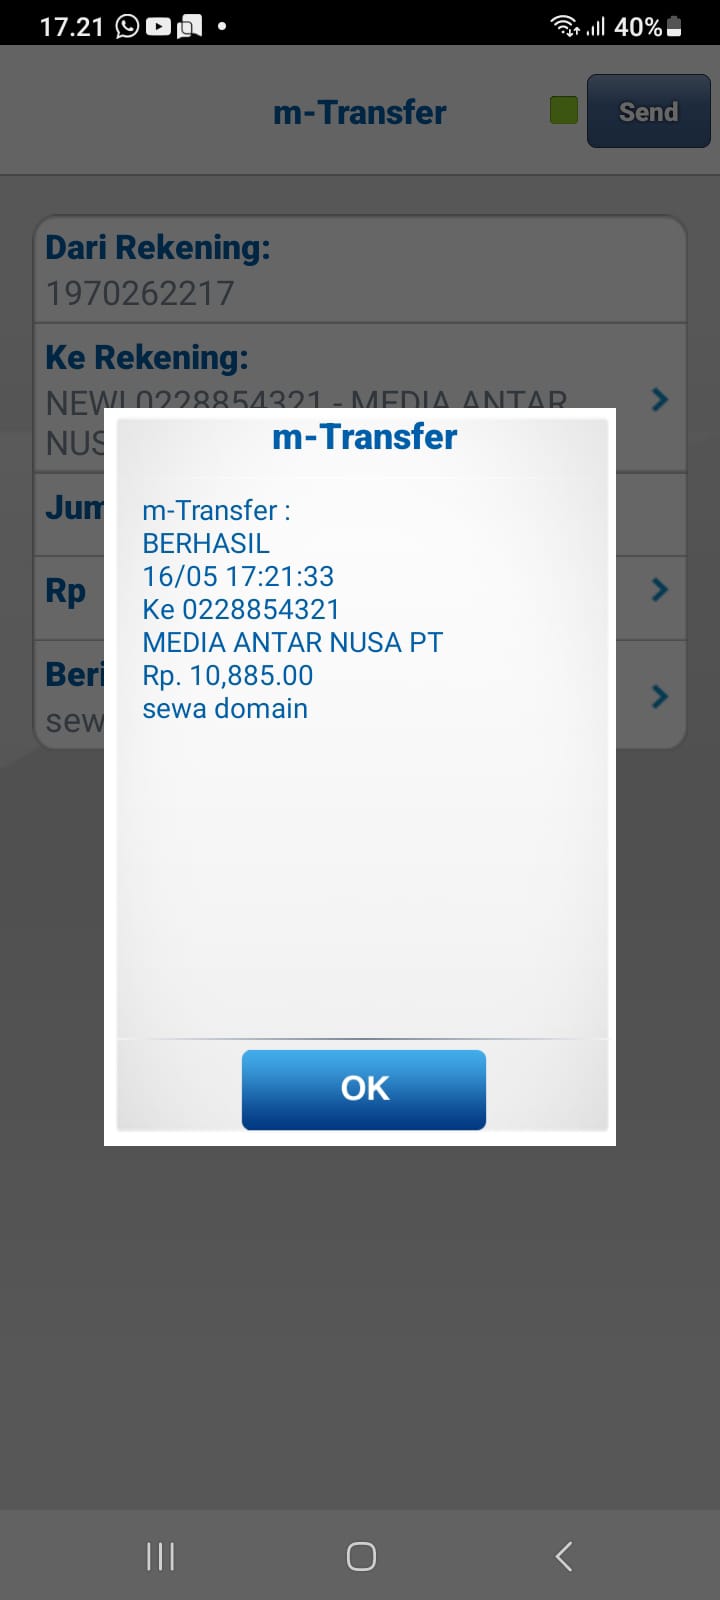 17.21
40%
m-Transfer
Send
Dari Rekening:
1970262217
Ke Rekening:
NEW! 0228854321 - MEDIA ANTAR
NUS
Jum
Rp
Beri
sew
m-Transfer
m-Transfer :
BERHASIL
16/05 17:21:33
Ke 0228854321
MEDIA ANTAR NUSA PT
Rp. 10,885.00
sewa domain
OK